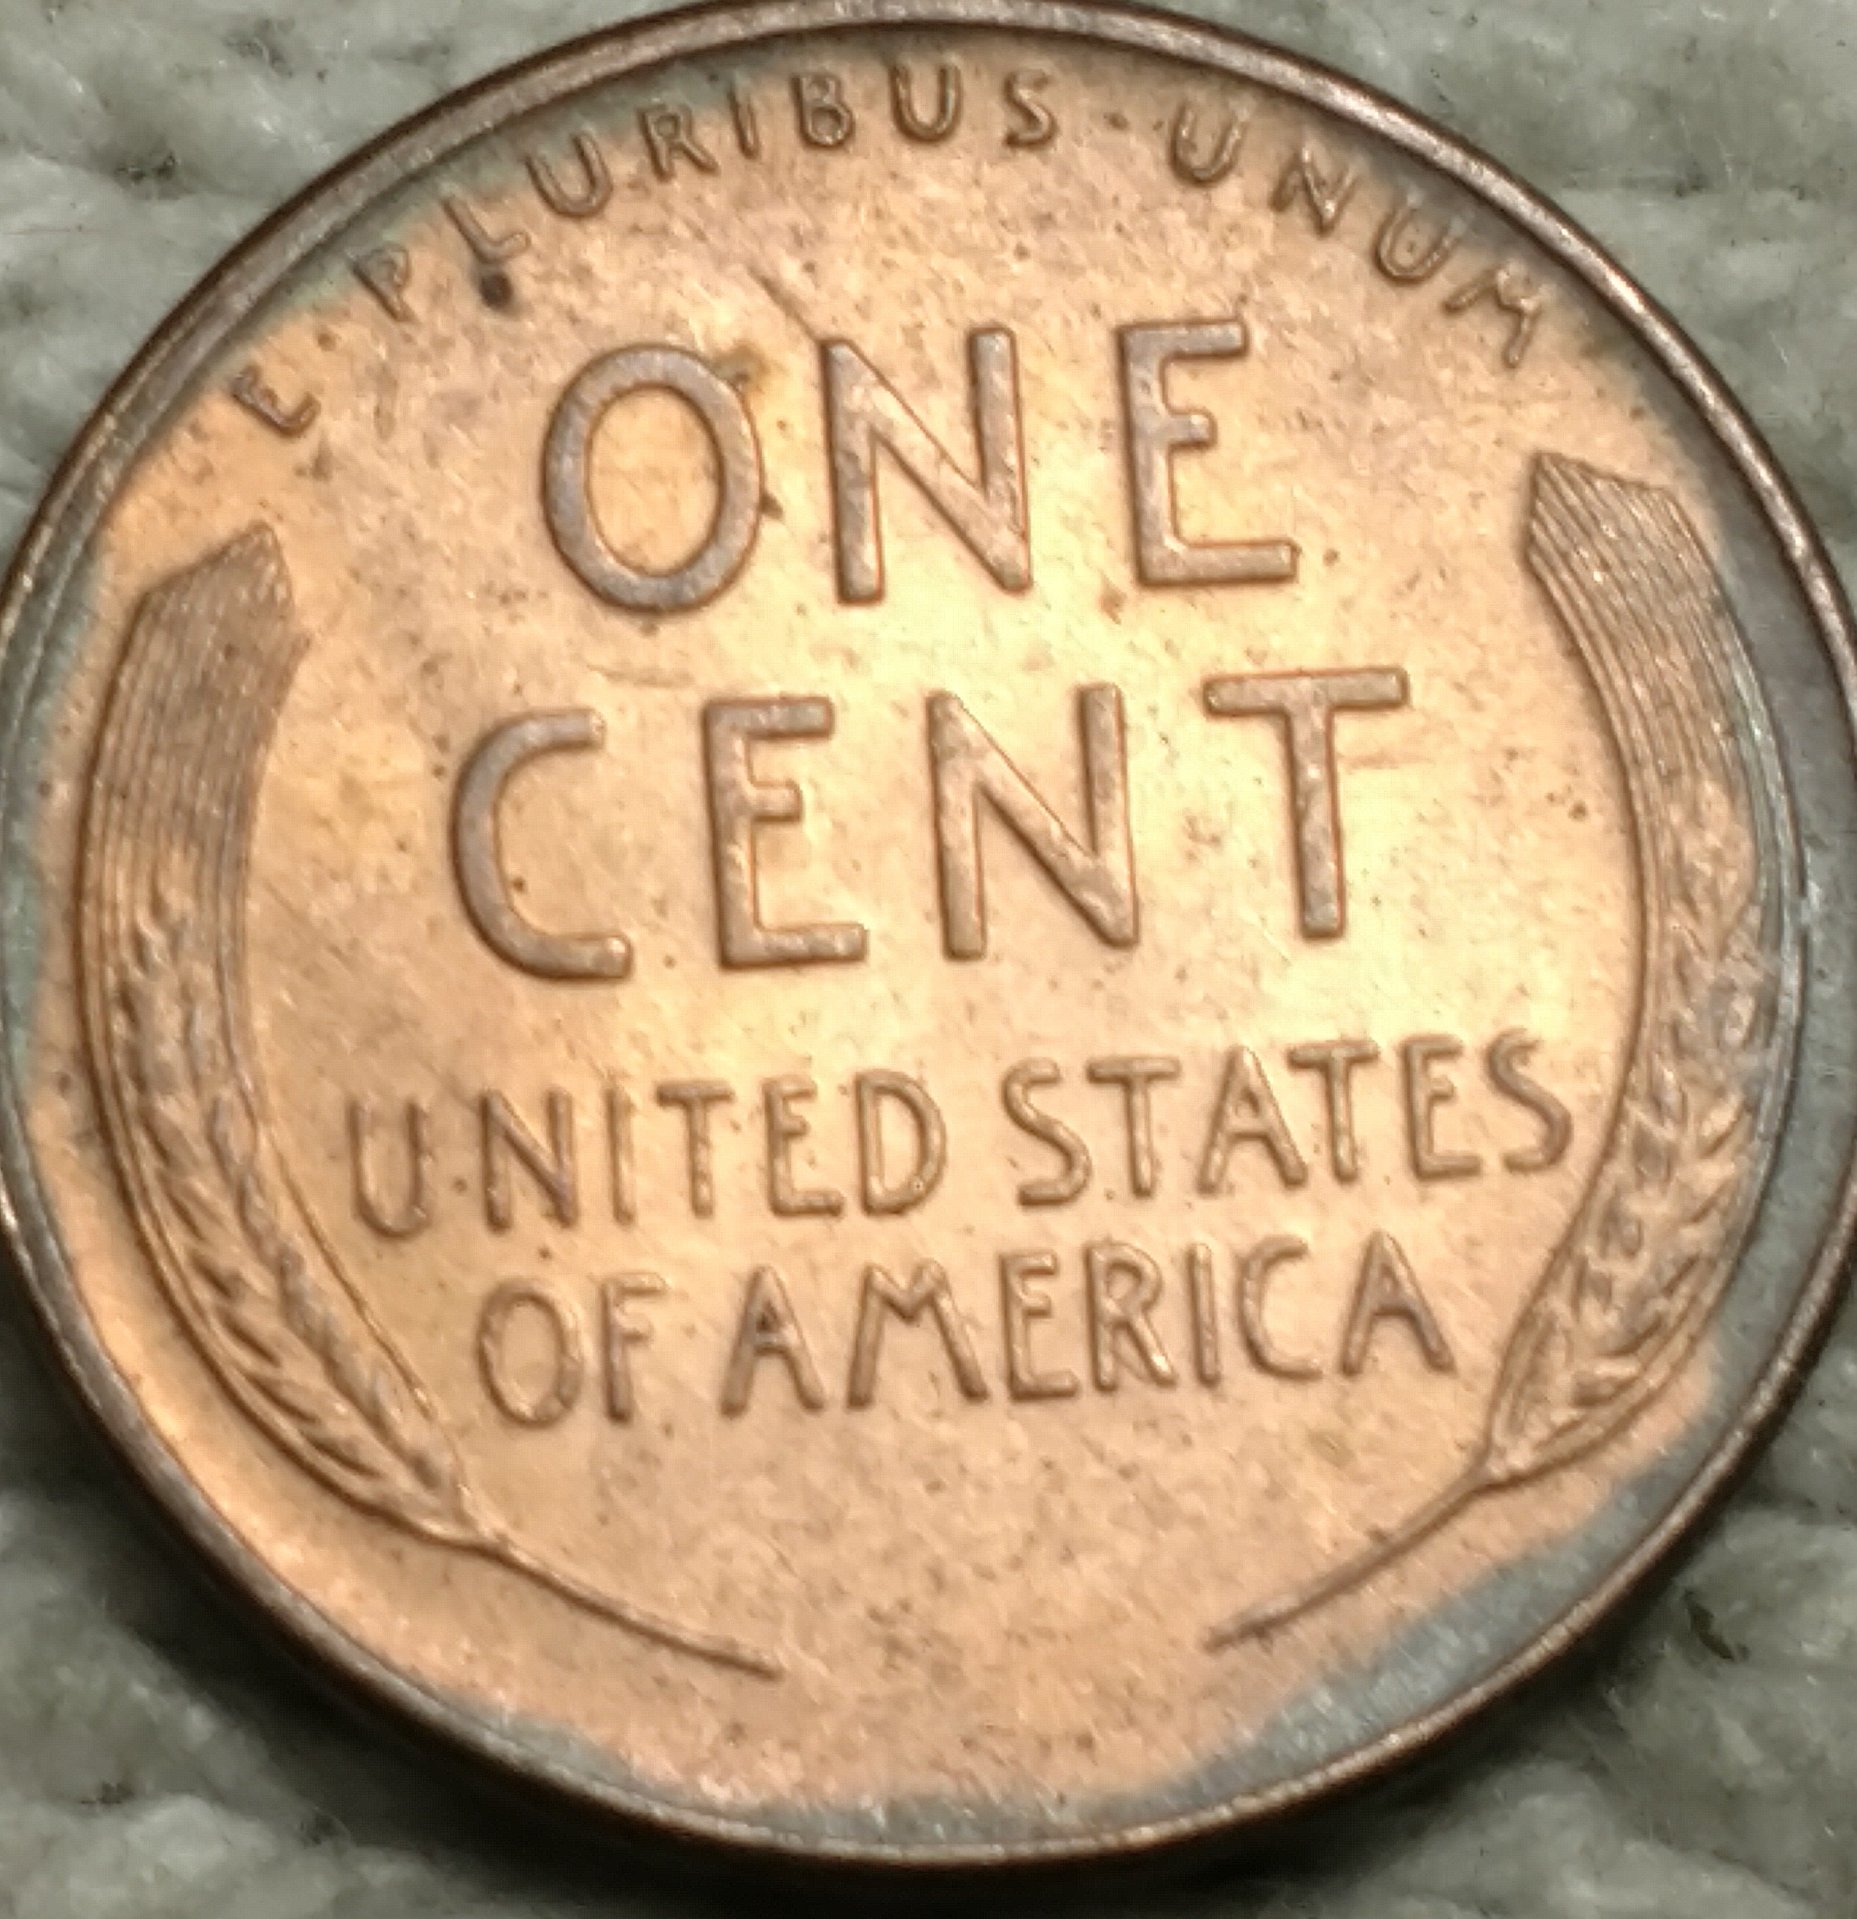 E PLURIBUS·UNUM
ONE
CENT
UNITED STATES
OF AMERICA